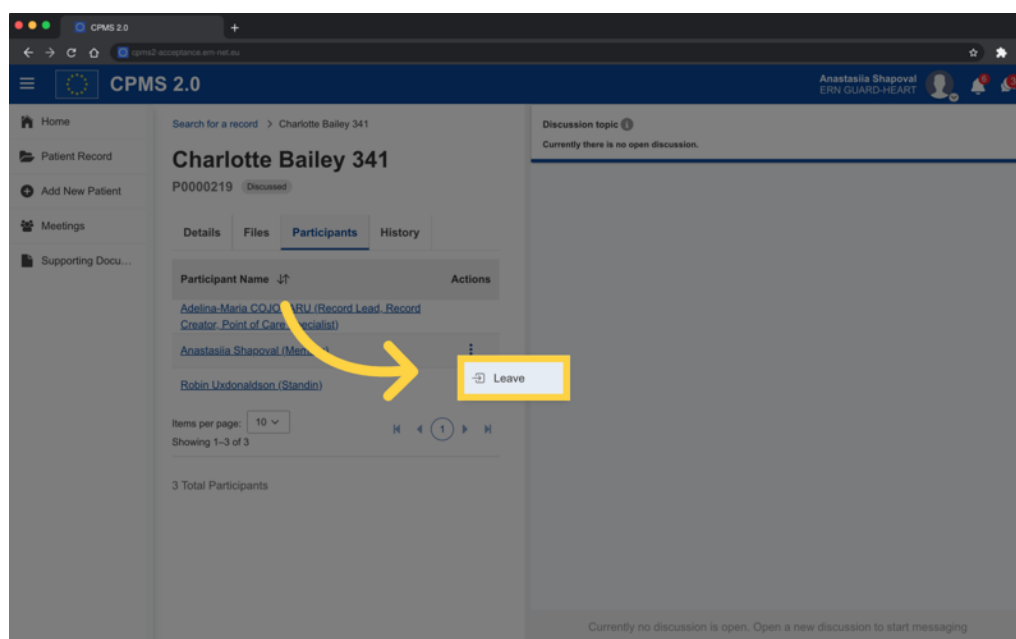 CPMS 2.0
cpms2-acceptance.ern-net.eu
CPMS 2.0
Anastasiia Shapoval
ERN GUARD-HEART
Home
Patient Record
Add New Patient
Meetings
Supporting Docu...
Search for a record > Charlotte Bailey 341
Charlotte Bailey 341
P0000219 Discussed
Details Files Participants History
Participant Name Actions
Adelina-Maria (Record Lead, Record
Creator, Point of Care
Anastasiia Shapoval
Leave
Robin Uxdonaldson (Standin)
Items per page: 10
1
Showing 1–3 of 3
3 Total Participants
Discussion topic
Currently there is no open discussion.
Currently no discussion is open. Open a new discussion to start messaging